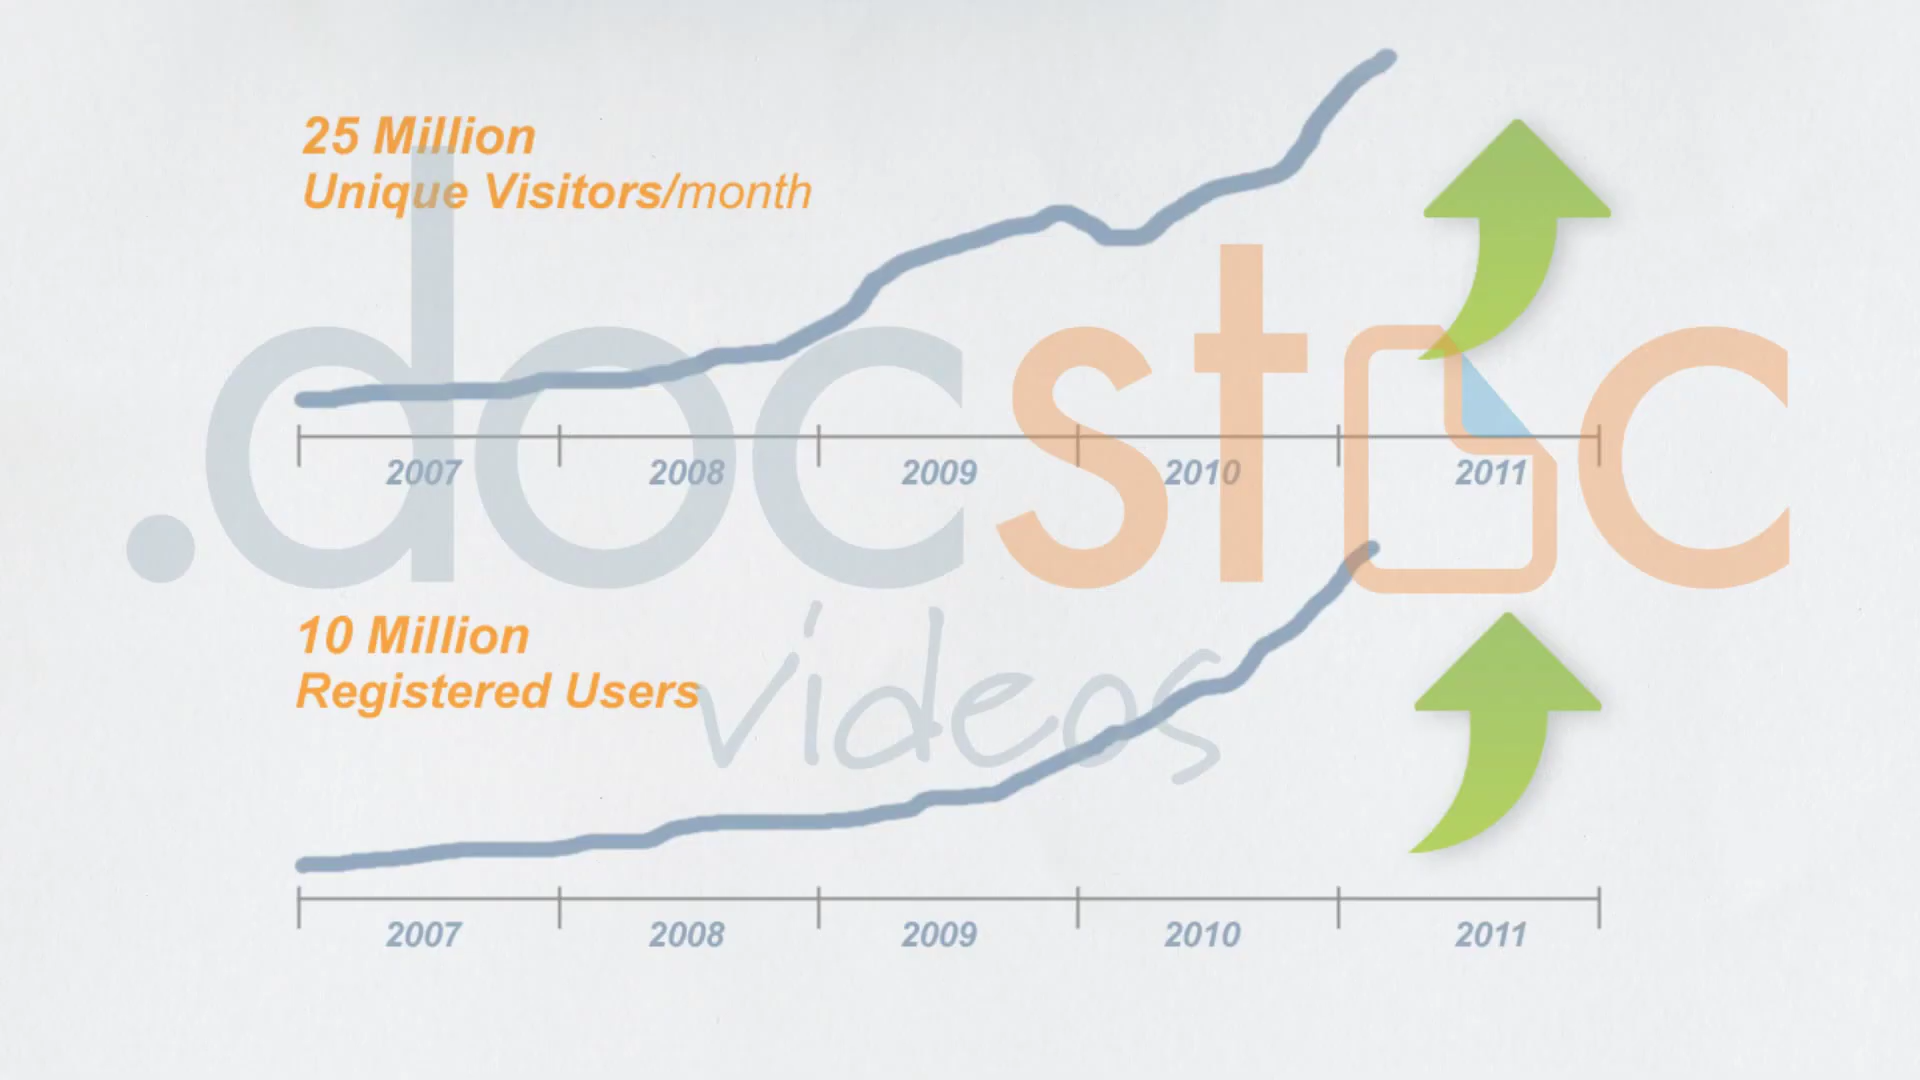 25 Million
Unique Visitors/month
2007 2008 2009 2010 2011
.docstoc
videos
10 Million
Registered Users
2007 2008 2009 2010 2011